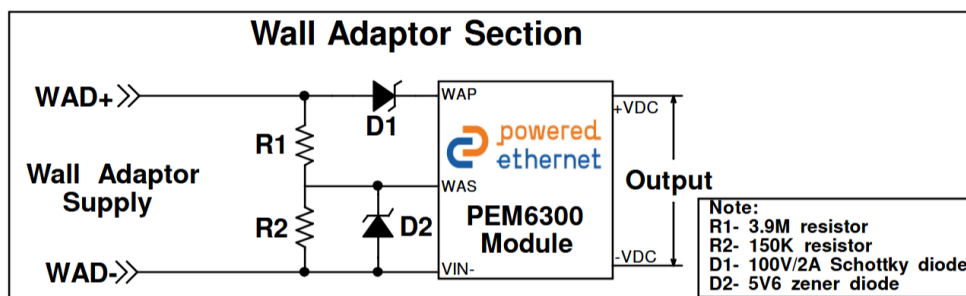 Wall Adaptor Section
WAD+
D1
WAP
+VDC
R1
powered
ethernet
Wall Adaptor
Supply
WAS
Output
R2
D2
PEM6300
Module
WAD-
VIN-
-VDC
Note:
R1- 3.9M resistor
R2- 150K resistor
D1- 100V/2A Schottky diode
D2- 5V6 zener diode